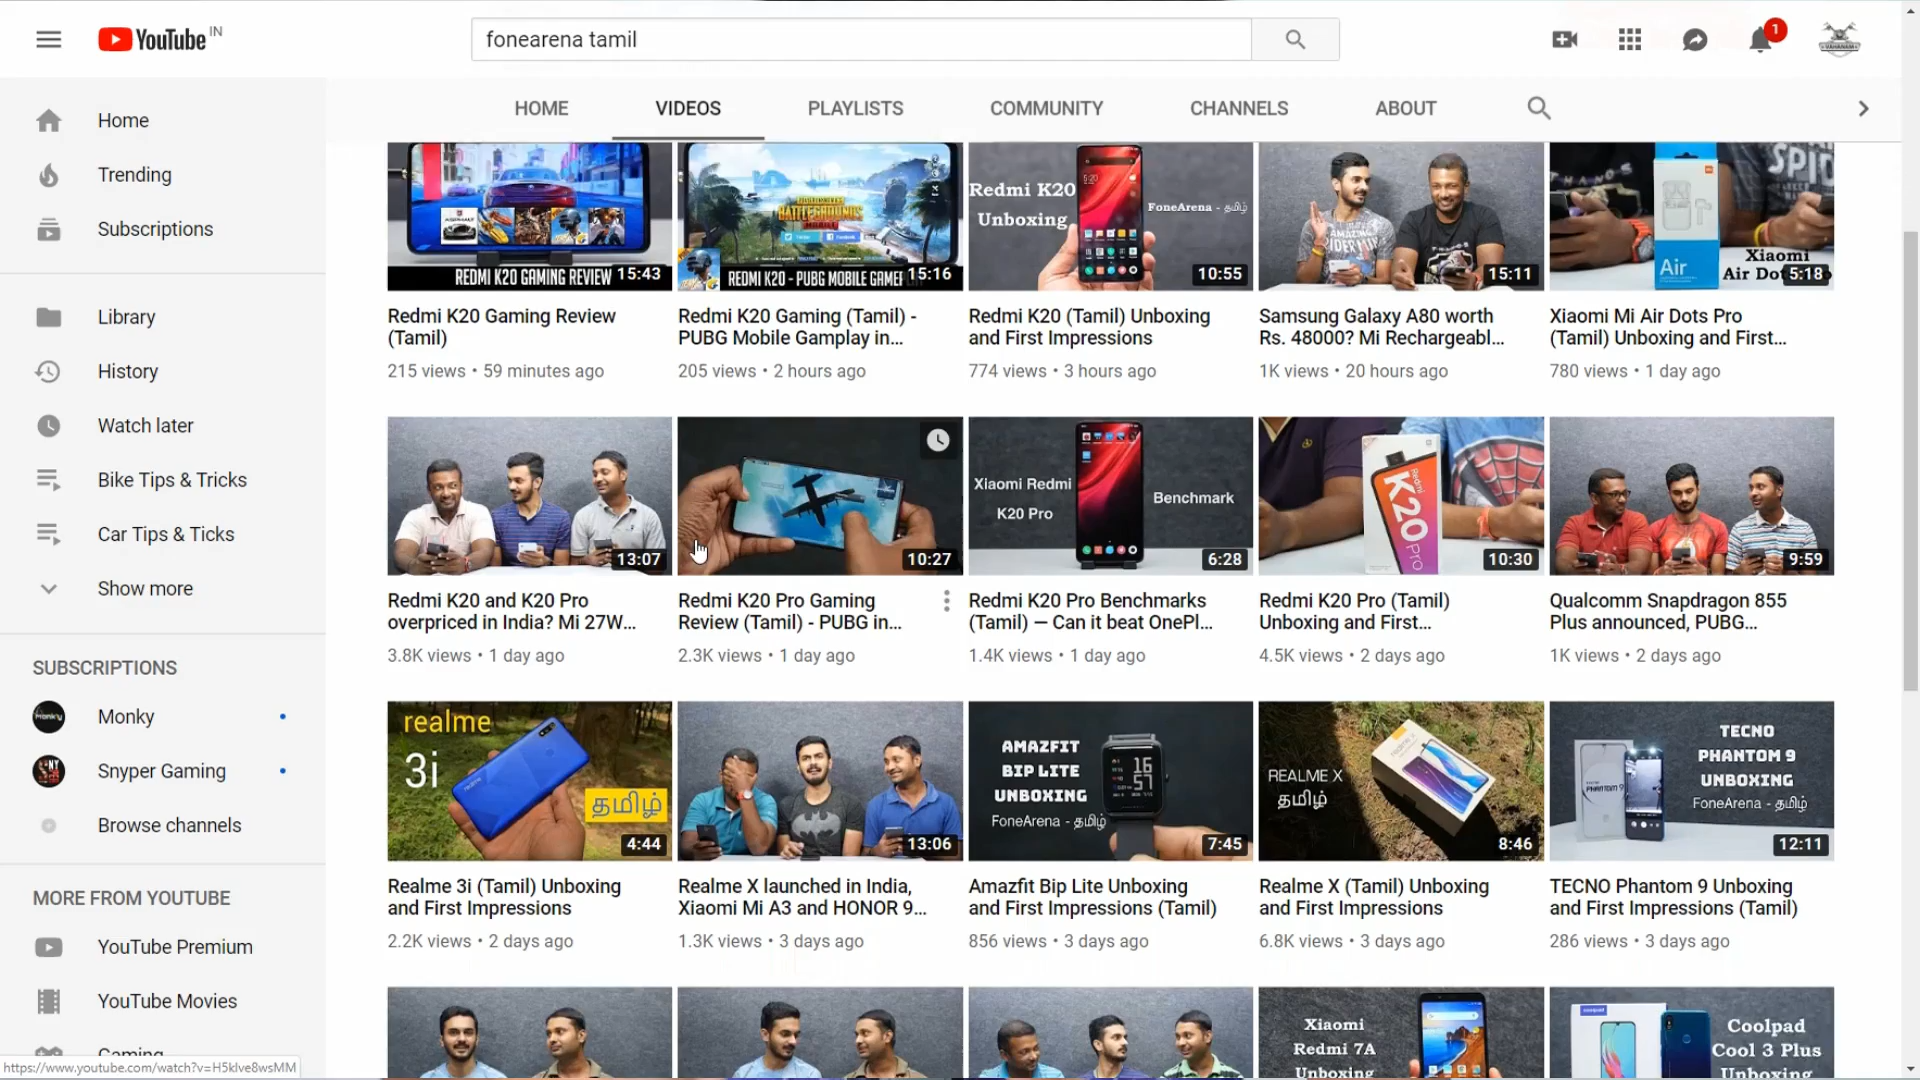 YouTube IN
fonearena tamil
1
HOME VIDEOS PLAYLISTS COMMUNITY CHANNELS ABOUT
Home
Trending
Subscriptions
Library
History
Watch later
Bike Tips & Tricks
Car Tips & Ticks
Show more
SUBSCRIPTIONS
Monky
Snyper Gaming
Browse channels
MORE FROM YOUTUBE
YouTube Premium
YouTube Movies
Gaming
https://www.youtube.com/watch?v=H5klve8wsMM
REDMI K20 GAMING REVIEW 15:43
Redmi K20 Gaming Review
(Tamil)
215 views • 59 minutes ago
BATTLEGROUNDS
REDMI K20 - PUBG MOBILE GAMEP 15:16
Redmi K20 Gaming (Tamil) -
PUBG Mobile Gamplay in...
205 views • 2 hours ago
Redmi K20
Unboxing
FoneArena - தமிழ்
10:55
Redmi K20 (Tamil) Unboxing
and First Impressions
774 views • 3 hours ago
15:11
Samsung Galaxy A80 worth
Rs. 48000? Mi Rechargeabl...
1K views • 20 hours ago
Air
Xiaomi
Air Dot
5:18
Xiaomi Mi Air Dots Pro
(Tamil) Unboxing and First...
780 views • 1 day ago
13:07
Redmi K20 and K20 Pro
overpriced in India? Mi 27W...
3.8K views • 1 day ago
10:27
Redmi K20 Pro Gaming
Review (Tamil) - PUBG in...
2.3K views • 1 day ago
Xiaomi Redmi
K20 Pro
Benchmark
6:28
Redmi K20 Pro Benchmarks
(Tamil) — Can it beat OnePl...
1.4K views • 1 day ago
Redmi
K20 Pro
10:30
Redmi K20 Pro (Tamil)
Unboxing and First...
4.5K views • 2 days ago
9:59
Qualcomm Snapdragon 855
Plus announced, PUBG...
1K views • 2 days ago
realme
3i
தமிழ்
4:44
Realme 3i (Tamil) Unboxing
and First Impressions
2.2K views • 2 days ago
13:06
Realme X launched in India,
Xiaomi Mi A3 and HONOR 9...
1.3K views • 3 days ago
AMAZFIT
BIP LITE
UNBOXING
FoneArena - தமிழ்
16
57
7:45
Amazfit Bip Lite Unboxing
and First Impressions (Tamil)
856 views • 3 days ago
REALME X
தமிழ்
8:46
Realme X (Tamil) Unboxing
and First Impressions
6.8K views • 3 days ago
TECNO
PHANTOM 9
UNBOXING
FoneArena - தமிழ்
12:11
TECNO Phantom 9 Unboxing
and First Impressions (Tamil)
286 views • 3 days ago
Xiaomi
Redmi 7A
Unboxing
coolpad
Coolpad
Cool 3 Plus
Unboxing